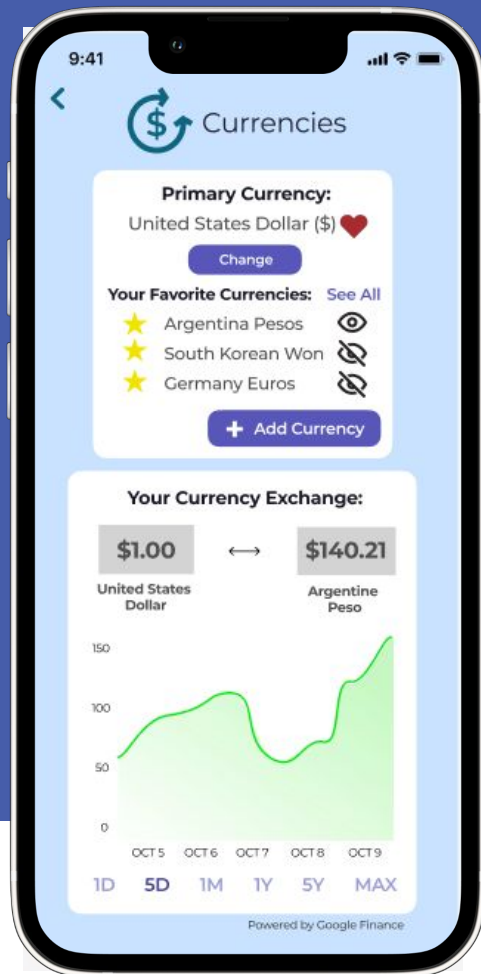 9:41
Currencies
Primary Currency:
United States Dollar ($)
Change
Your Favorite Currencies: See All
Argentina Pesos
South Korean Won
Germany Euros
+ Add Currency
Your Currency Exchange:
$1.00 ⟷ $140.21
United States Dollar
Argentine Peso
150
100
50
0
OCT 5 OCT 6 OCT 7 OCT 8 OCT 9
1D 5D 1M 1Y 5Y MAX
Powered by Google Finance